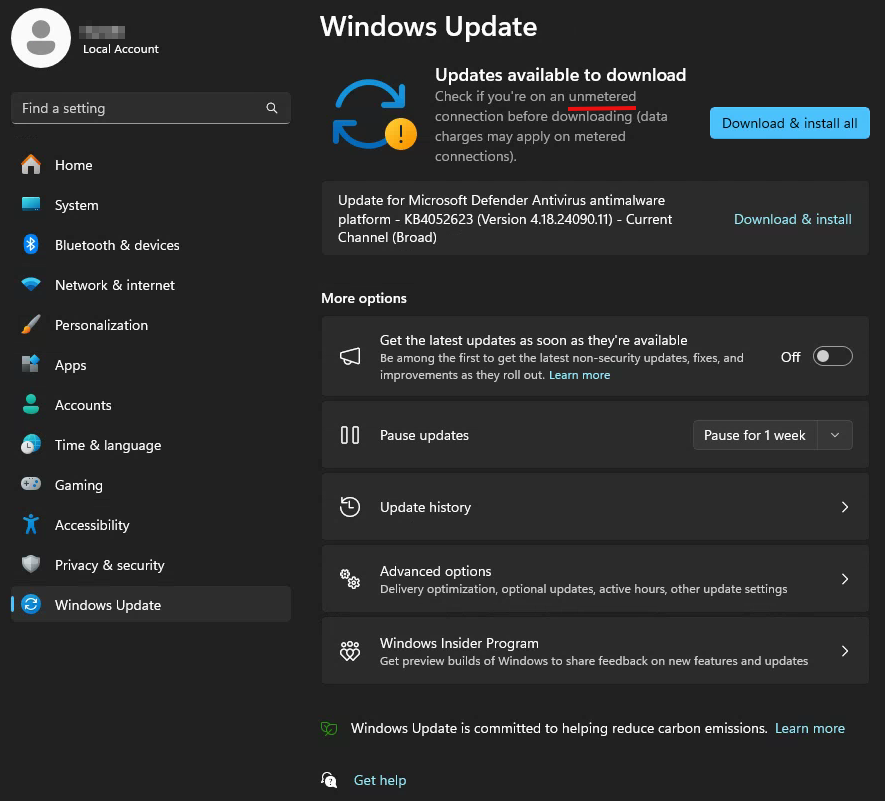 Local Account
Find a setting
Home
System
Bluetooth & devices
Network & internet
Personalization
Apps
Accounts
Time & language
Gaming
Accessibility
Privacy & security
Windows Update
Windows Update
Updates available to download
Check if you're on an unmetered
connection before downloading (data
charges may apply on metered
connections).
Download & install all
Update for Microsoft Defender Antivirus antimalware
platform - KB4052623 (Version 4.18.24090.11) - Current
Channel (Broad)
Download & install
More options
Get the latest updates as soon as they're available
Be among the first to get the latest non-security updates, fixes, and
improvements as they roll out. Learn more
Off
Pause updates
Pause for 1 week
Update history
Advanced options
Delivery optimization, optional updates, active hours, other update settings
Windows Insider Program
Get preview builds of Windows to share feedback on new features and updates
Windows Update is committed to helping reduce carbon emissions. Learn more
Get help